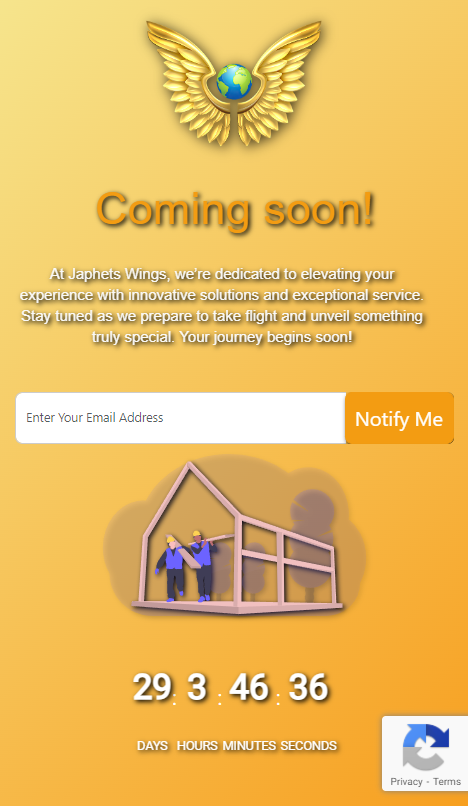 Coming soon!
At Japhets Wings, we're dedicated to elevating your
experience with innovative solutions and exceptional service.
Stay tuned as we prepare to take flight and unveil something
truly special. Your journey begins soon!
Enter Your Email Address
Notify Me
29 : 3 : 46 : 36
DAYS HOURS MINUTES SECONDS
Privacy - Terms